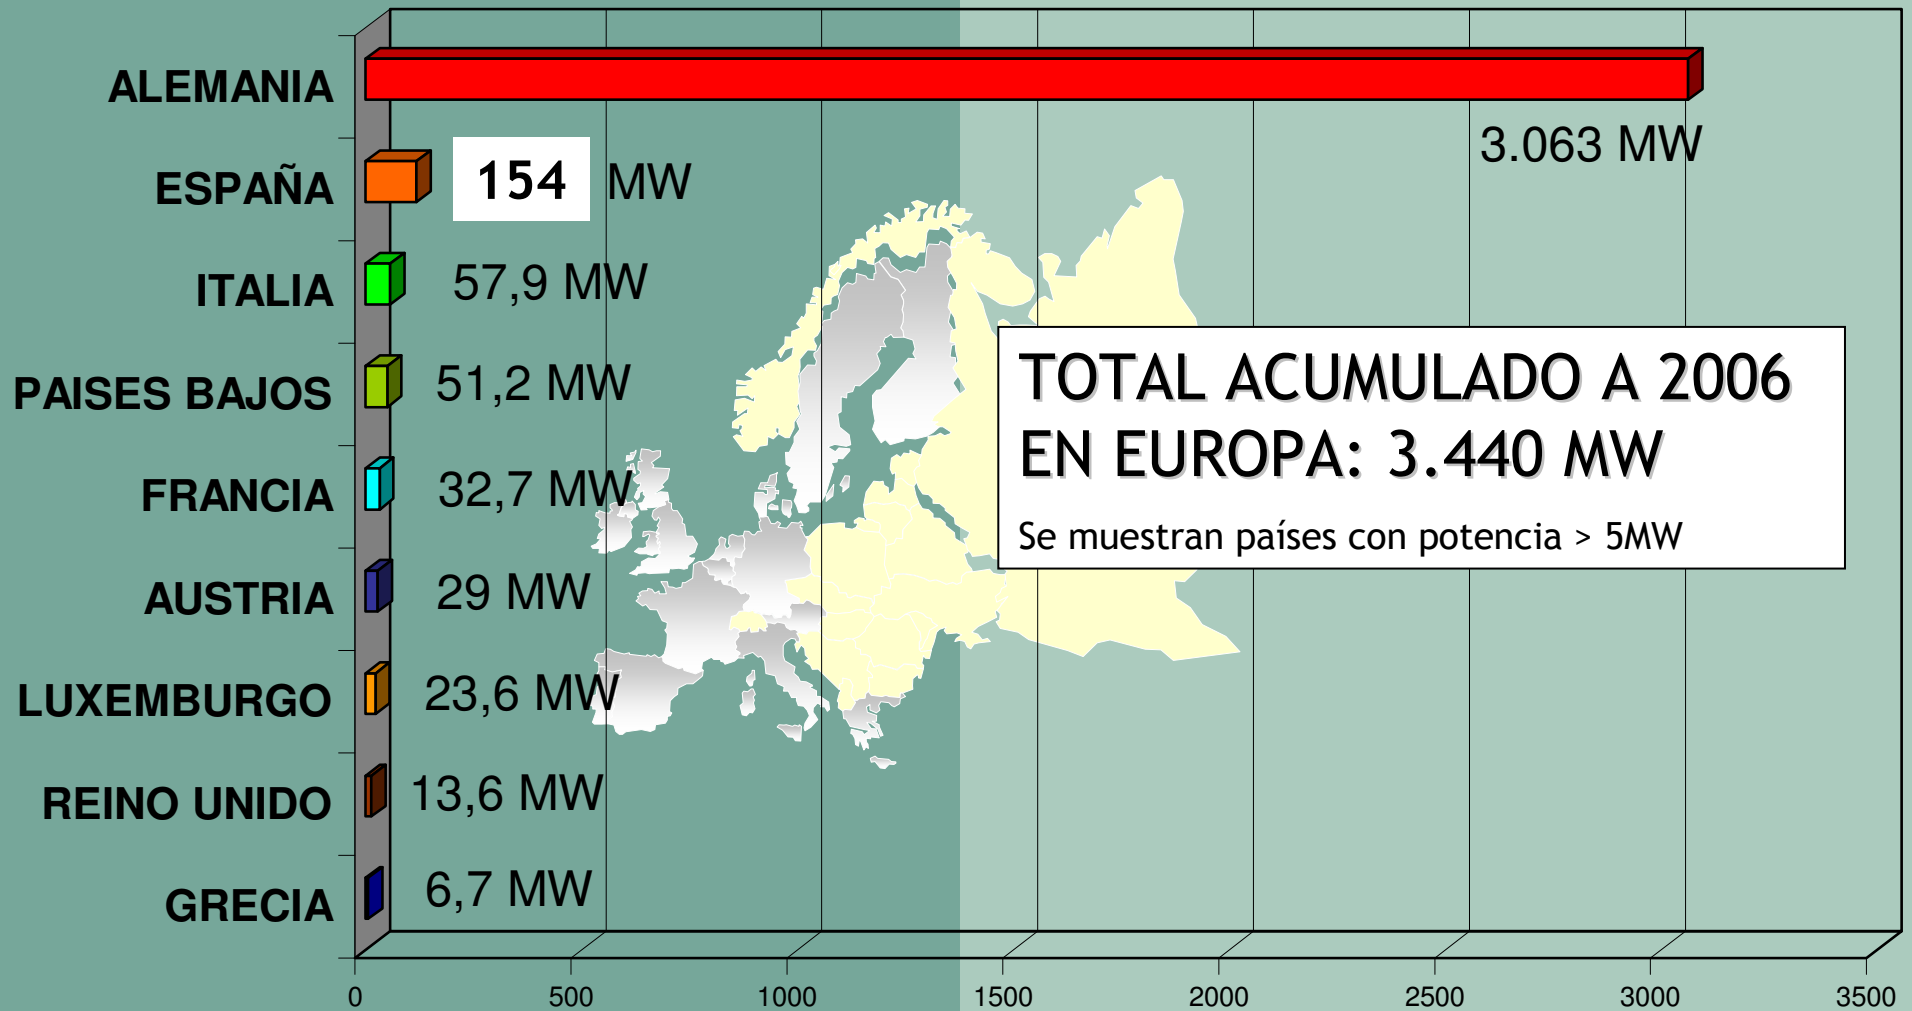 ALEMANIA
3.063 MW
ESPAÑA
154 MW
ITALIA
57,9 MW
PAISES BAJOS
51,2 MW
FRANCIA
32,7 MW
AUSTRIA
29 MW
LUXEMBURGO
23,6 MW
REINO UNIDO
13,6 MW
GRECIA
6,7 MW
TOTAL ACUMULADO A 2006
EN EUROPA: 3.440 MW
Se muestran países con potencia > 5MW
0 500 1000 1500 2000 2500 3000 3500